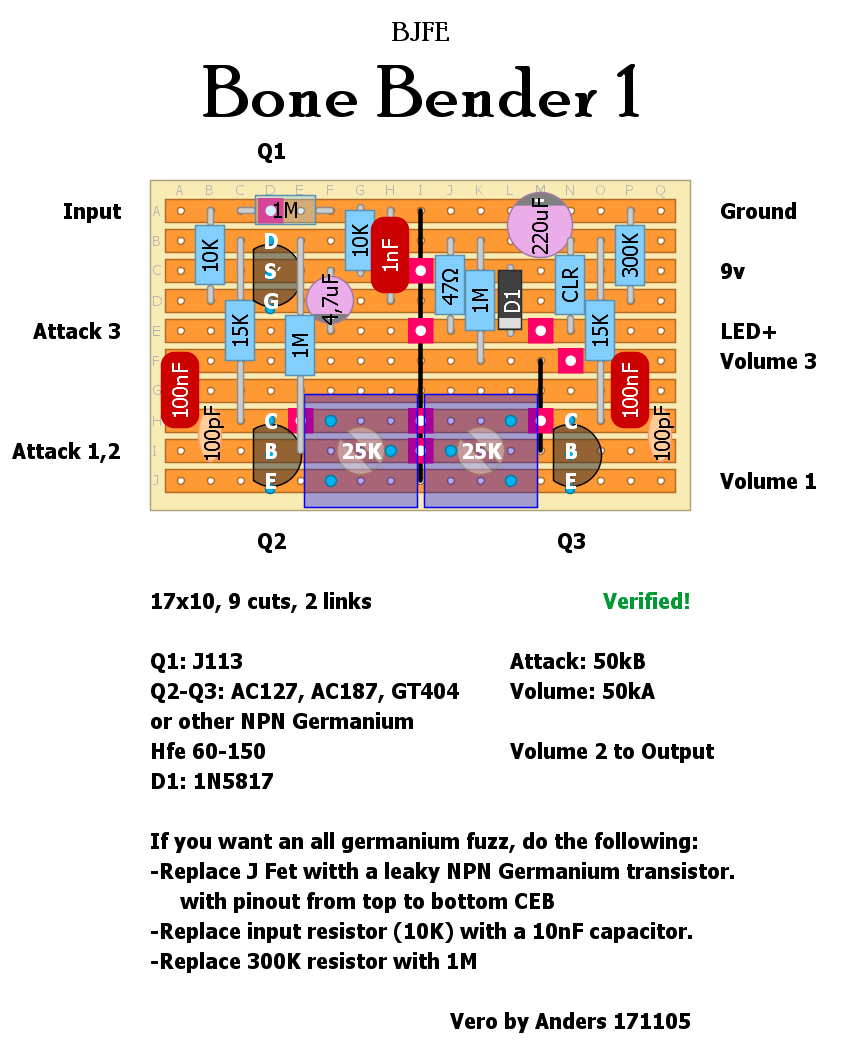 BJFE
Bone Bender 1
Q1
A B C D E F G H I J K L M N O P Q
A
B
C
D
E
F
G
H
I
J
Input
Attack 3
Attack 1,2
Ground
9v
LED+
Volume 3
Volume 1
1M
10K
D
S
G
15K
1M
4,7uF
10K
1nF
47Ω
1M
D1
220uF
CLR
15K
300K
100nF
100pF
C
B
E
25K
25K
C
B
E
100nF
100pF
Q2
Q3
17x10, 9 cuts, 2 links
Verified!
Q1: J113
Attack: 50kB
Q2-Q3: AC127, AC187, GT404
Volume: 50kA
or other NPN Germanium
Hfe 60-150
Volume 2 to Output
D1: 1N5817
If you want an all germanium fuzz, do the following:
-Replace J Fet witth a leaky NPN Germanium transistor.
with pinout from top to bottom CEB
-Replace input resistor (10K) with a 10nF capacitor.
-Replace 300K resistor with 1M
Vero by Anders 171105